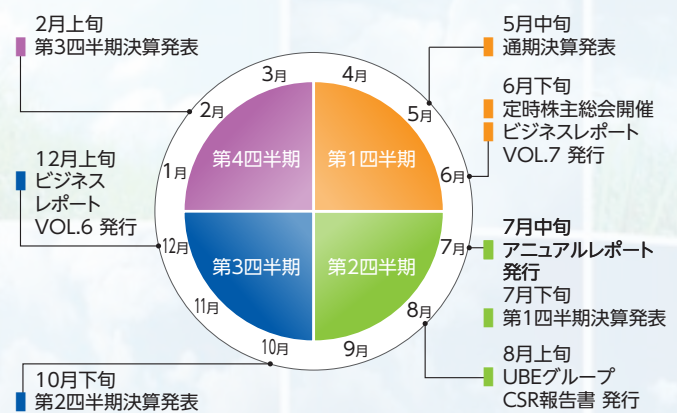 2月上旬
第3四半期決算発表
12月上旬
ビジネス
レポート
VOL.6 発行
10月下旬
第2四半期決算発表
3月
4月
2月
5月
1月
第4四半期
第1四半期
6月
12月
第3四半期
第2四半期
7月
11月
8月
10月
9月
5月中旬
通期決算発表
6月下旬
定時株主総会開催
ビジネスレポート
VOL.7 発行
7月中旬
アニュアルレポート
発行
7月下旬
第1四半期決算発表
8月上旬
UBEグループ
CSR報告書 発行